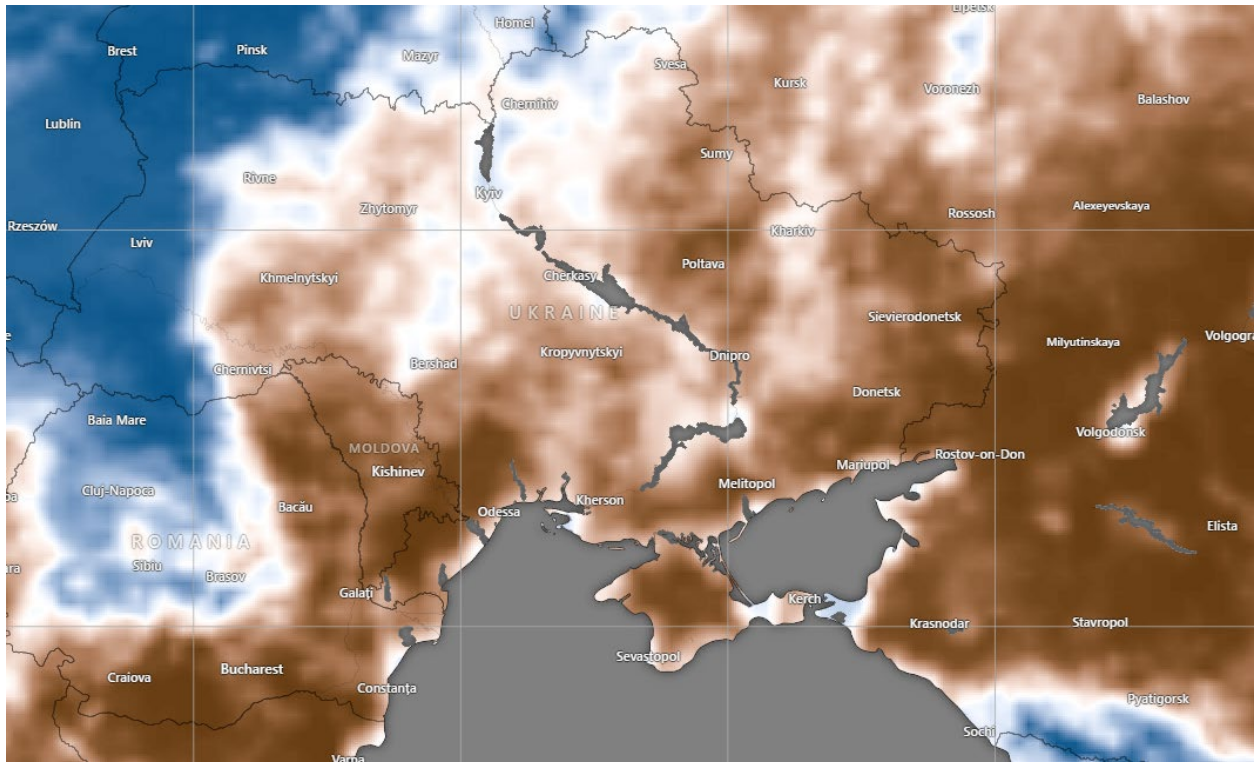 Homel
Lipetsk
Brest
Pinsk
Mazyr
Svesa
Kursk
Voronezh
Balashov
Chernihiv
Lublin
Sumy
Rivne
Kyiv
Zhytomyr
Alexeyevskaya
Rossosh
Rzeszów
Lviv
Kharkiv
Poltava
Khmelnytskyi
Cherkasy
UKRAINE
Sievierodonetsk
Milyutinskaya
Volgogra
Kropyvnytskyi
Dnipro
Bershad
Chernivtsi
Donetsk
Baia Mare
Volgodonsk
MOLDOVA
Kishinev
Rostov-on-Don
Mariupol
Cluj-Napoca
Melitopol
Bacău
Kherson
Odessa
Elista
ROMANIA
Sibiu
Brasov
Galați
Kerch
Krasnodar
Stavropol
Sevastopol
Bucharest
Craiova
Constanța
Pyatigorsk
Sochi
Varna